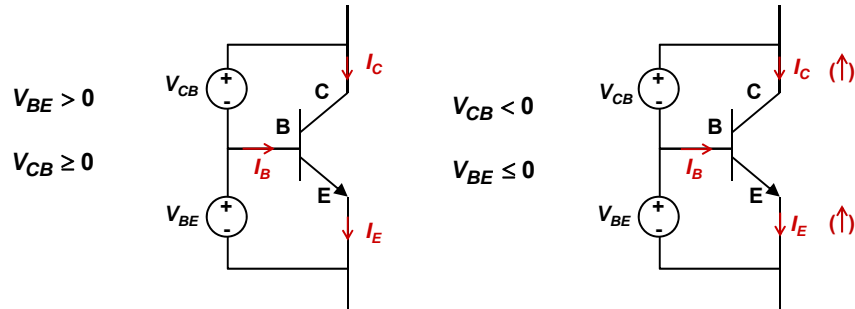 V_BE > 0
V_CB ≥ 0
V_CB
+
-
I_C
C
B
I_B
E
V_BE
+
-
I_E
V_CB < 0
V_BE ≤ 0
V_CB
+
-
I_C (↑)
C
B
I_B
E
V_BE
+
-
I_E (↑)